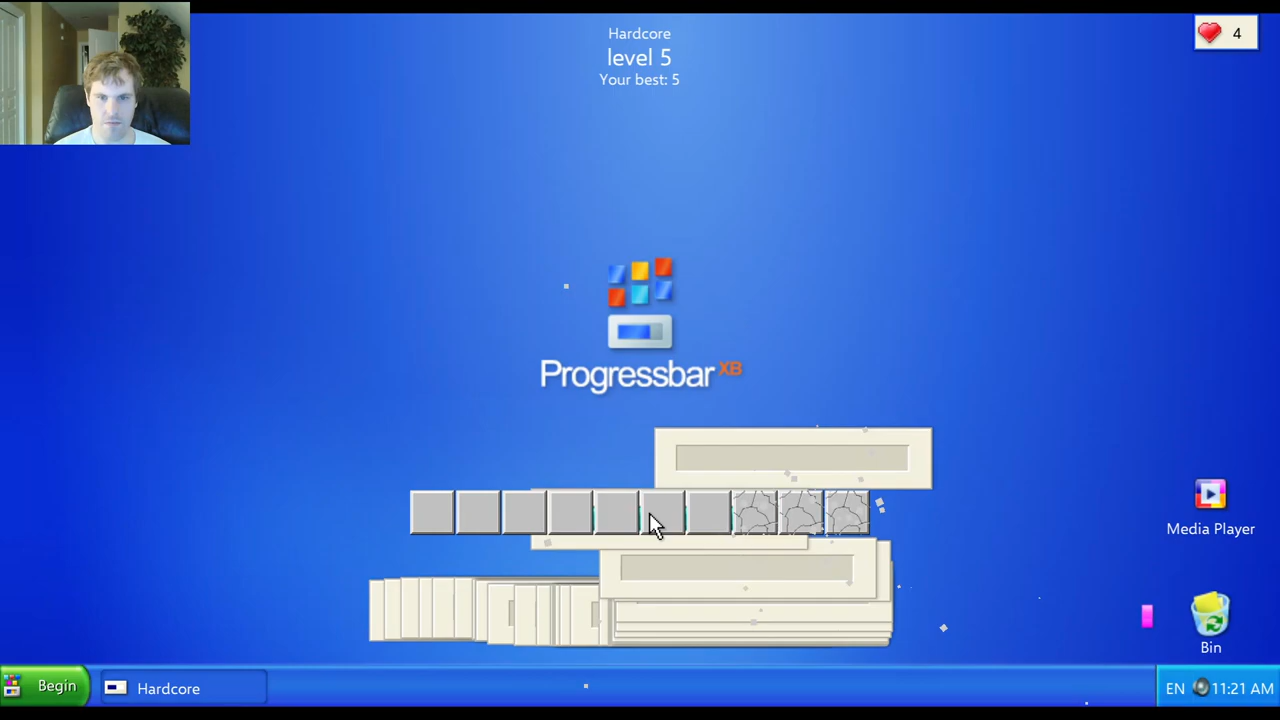 Hardcore
level 5
Your best: 5
4
Progressbar XB
Media Player
Bin
Begin
Hardcore
EN 11:21 AM